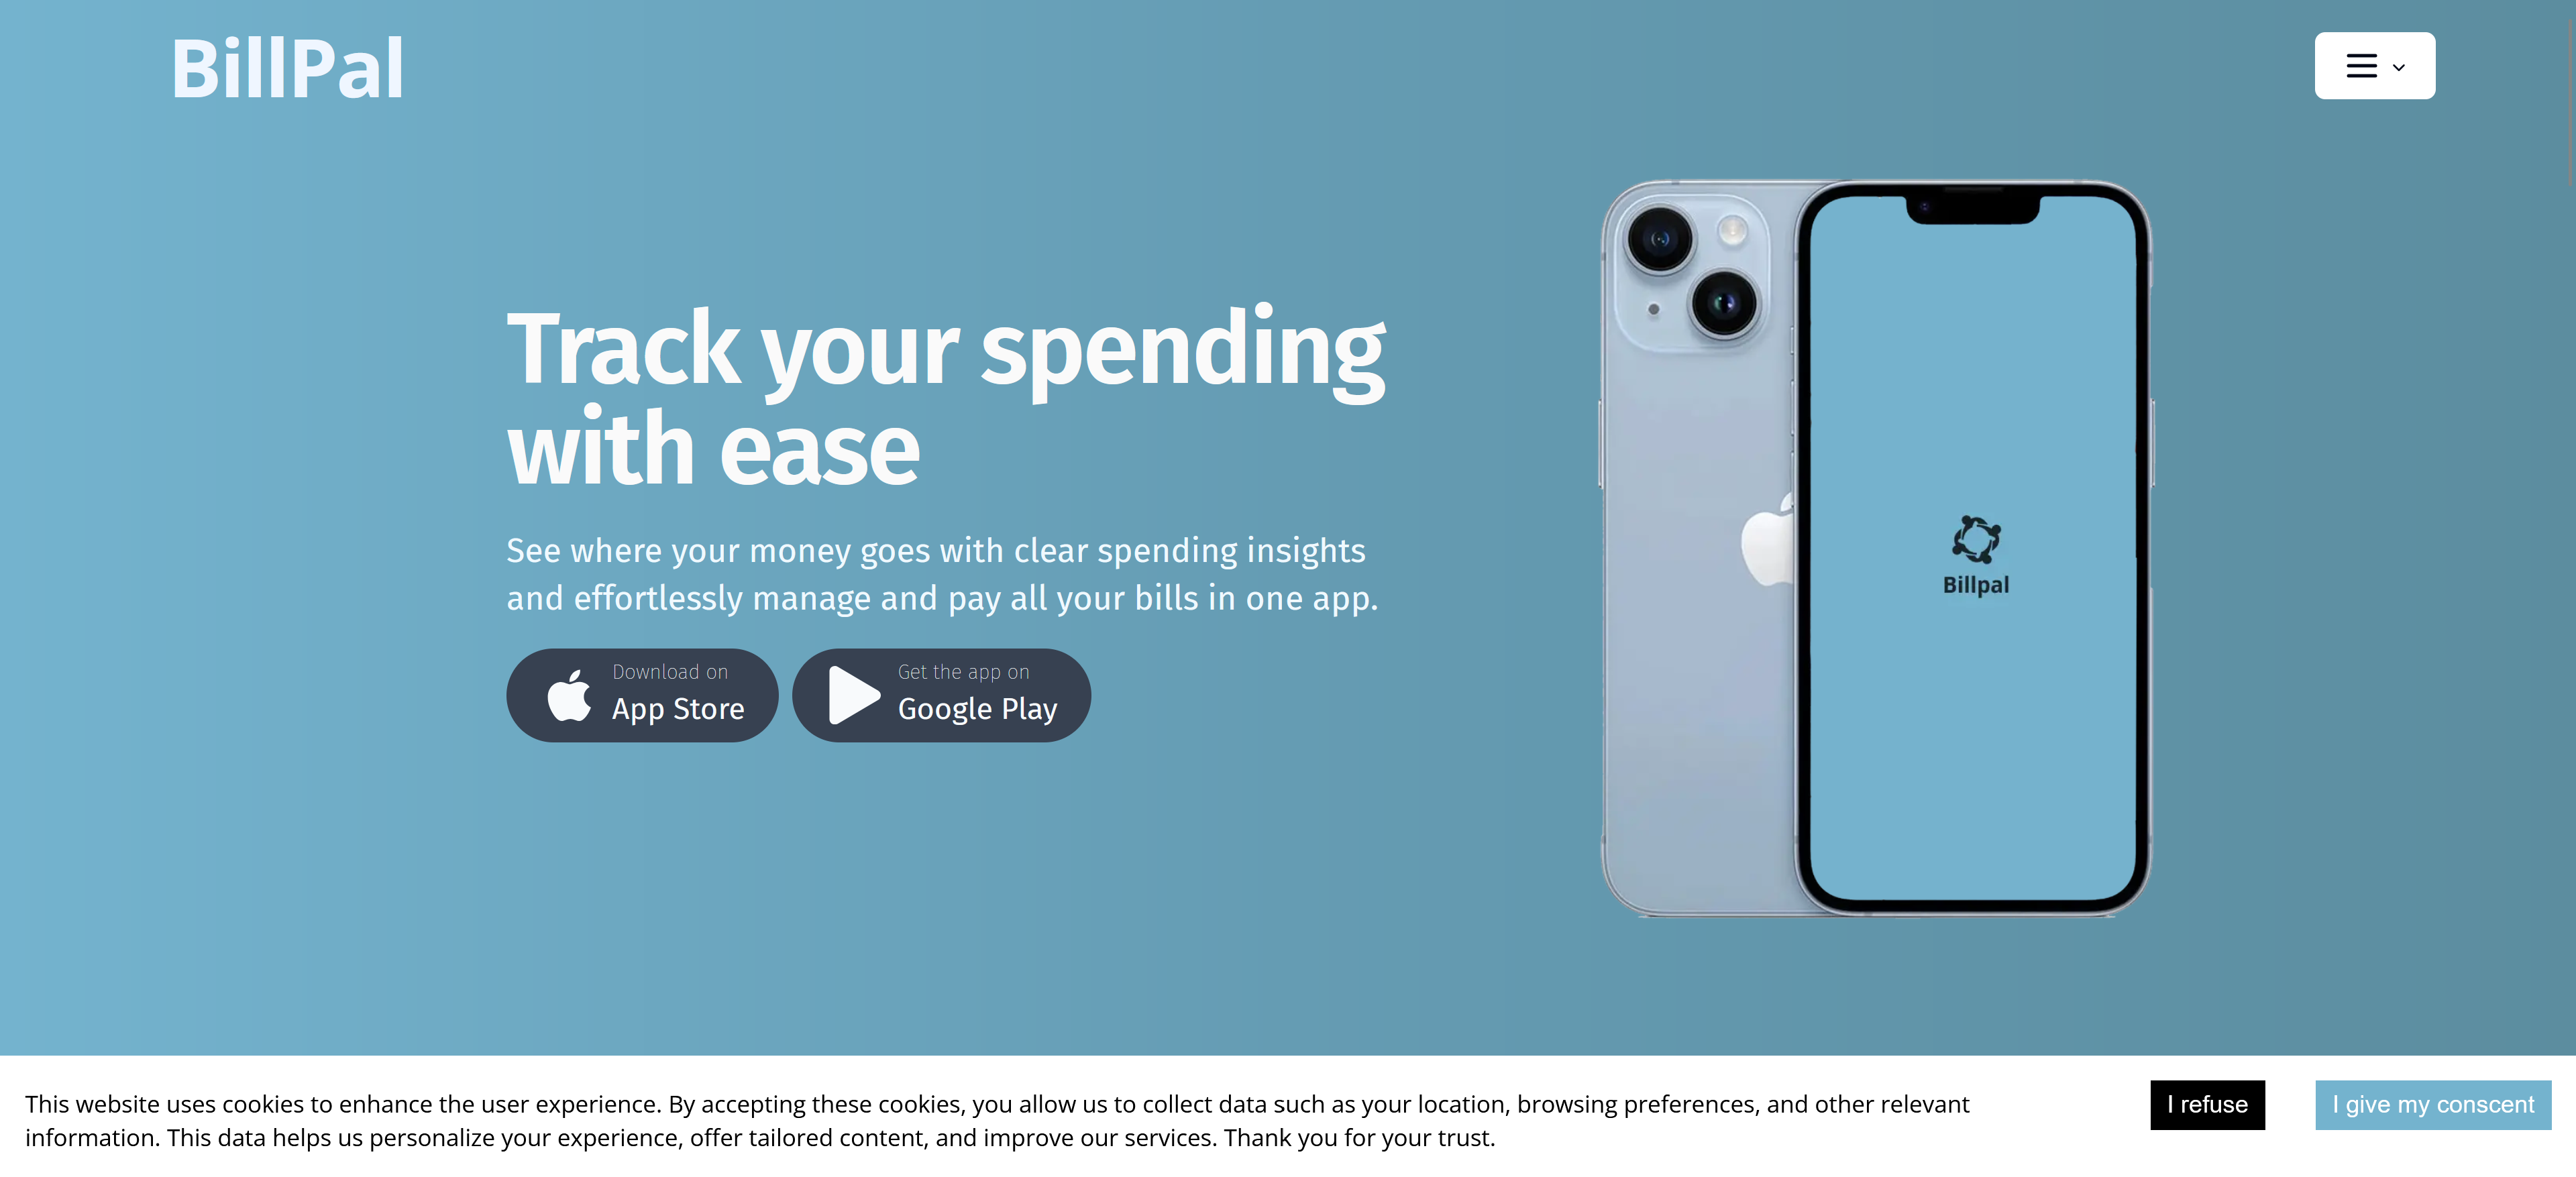 BillPal
Track your spending
with ease
See where your money goes with clear spending insights
and effortlessly manage and pay all your bills in one app.
Download on
App Store
Get the app on
Google Play
Billpal
This website uses cookies to enhance the user experience. By accepting these cookies, you allow us to collect data such as your location, browsing preferences, and other relevant
information. This data helps us personalize your experience, offer tailored content, and improve our services. Thank you for your trust.
I refuse
I give my conscent